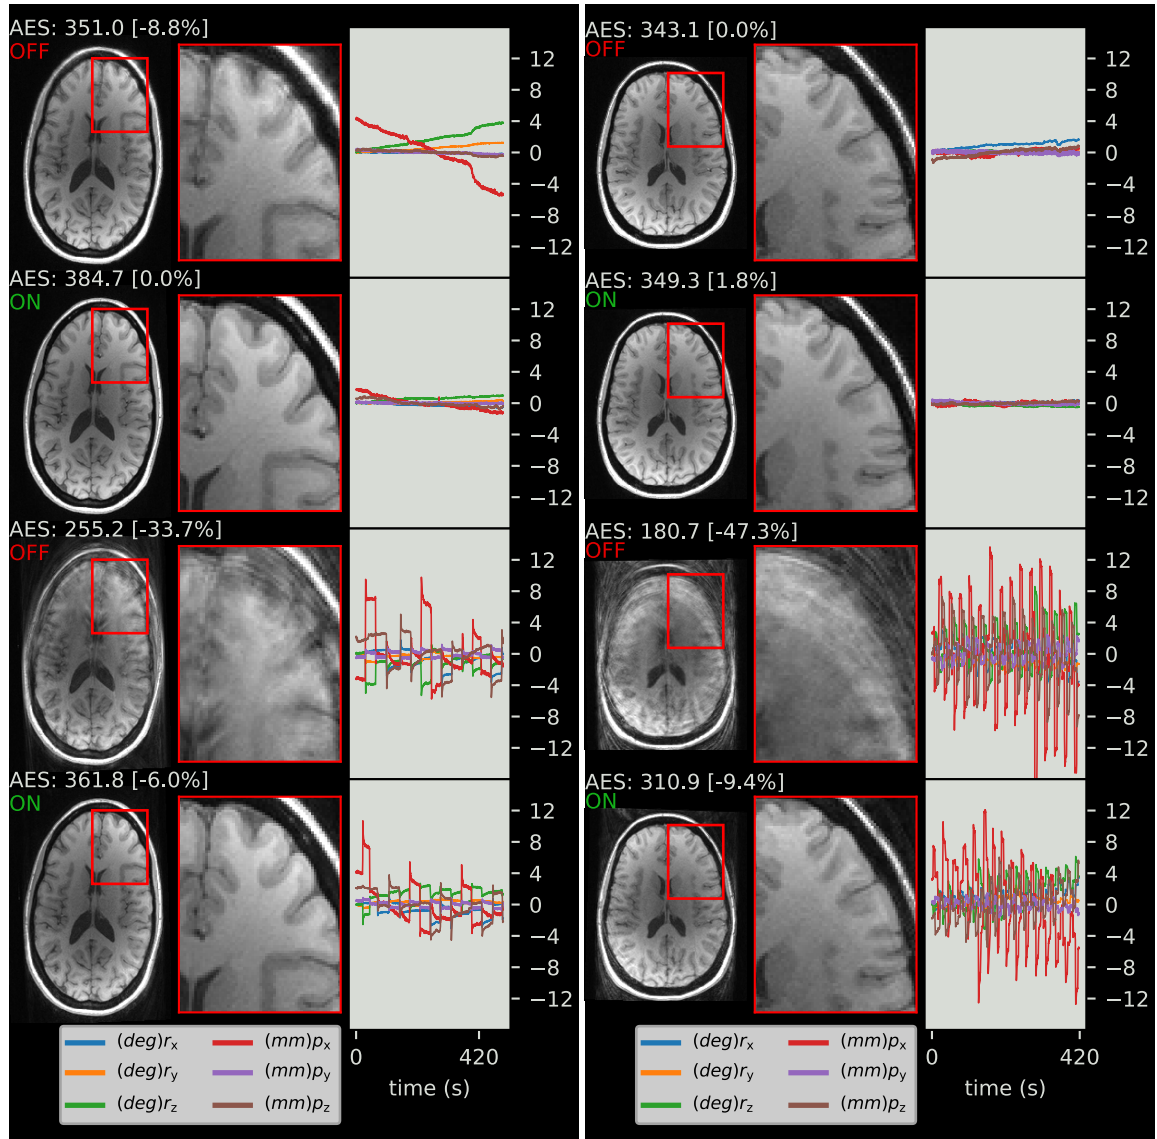 AES: 351.0 [-8.8%]
OFF
12
8
4
0
−4
−8
−12
AES: 384.7 [0.0%]
ON
12
8
4
0
−4
−8
−12
AES: 255.2 [-33.7%]
OFF
12
8
4
0
−4
−8
−12
AES: 361.8 [-6.0%]
ON
12
8
4
0
−4
−8
−12
0 420
time (s)
(deg)rx (mm)px
(deg)ry (mm)py
(deg)rz (mm)pz
AES: 343.1 [0.0%]
OFF
12
8
4
0
−4
−8
−12
AES: 349.3 [1.8%]
ON
12
8
4
0
−4
−8
−12
AES: 180.7 [-47.3%]
OFF
12
8
4
0
−4
−8
−12
AES: 310.9 [-9.4%]
ON
12
8
4
0
−4
−8
−12
0 420
time (s)
(deg)rx (mm)px
(deg)ry (mm)py
(deg)rz (mm)pz